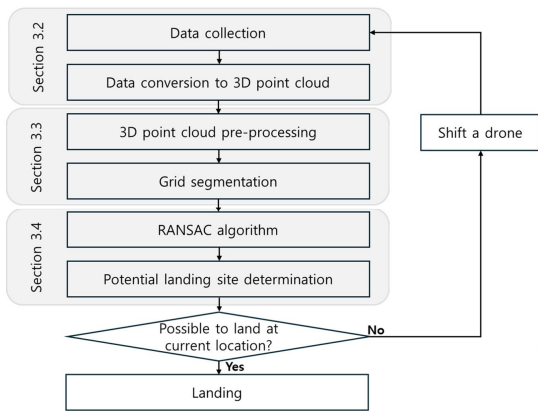 Section 3.2
Data collection
Data conversion to 3D point cloud
Section 3.3
3D point cloud pre-processing
Grid segmentation
Section 3.4
RANSAC algorithm
Potential landing site determination
Possible to land at
current location?
No
Yes
Landing
Shift a drone